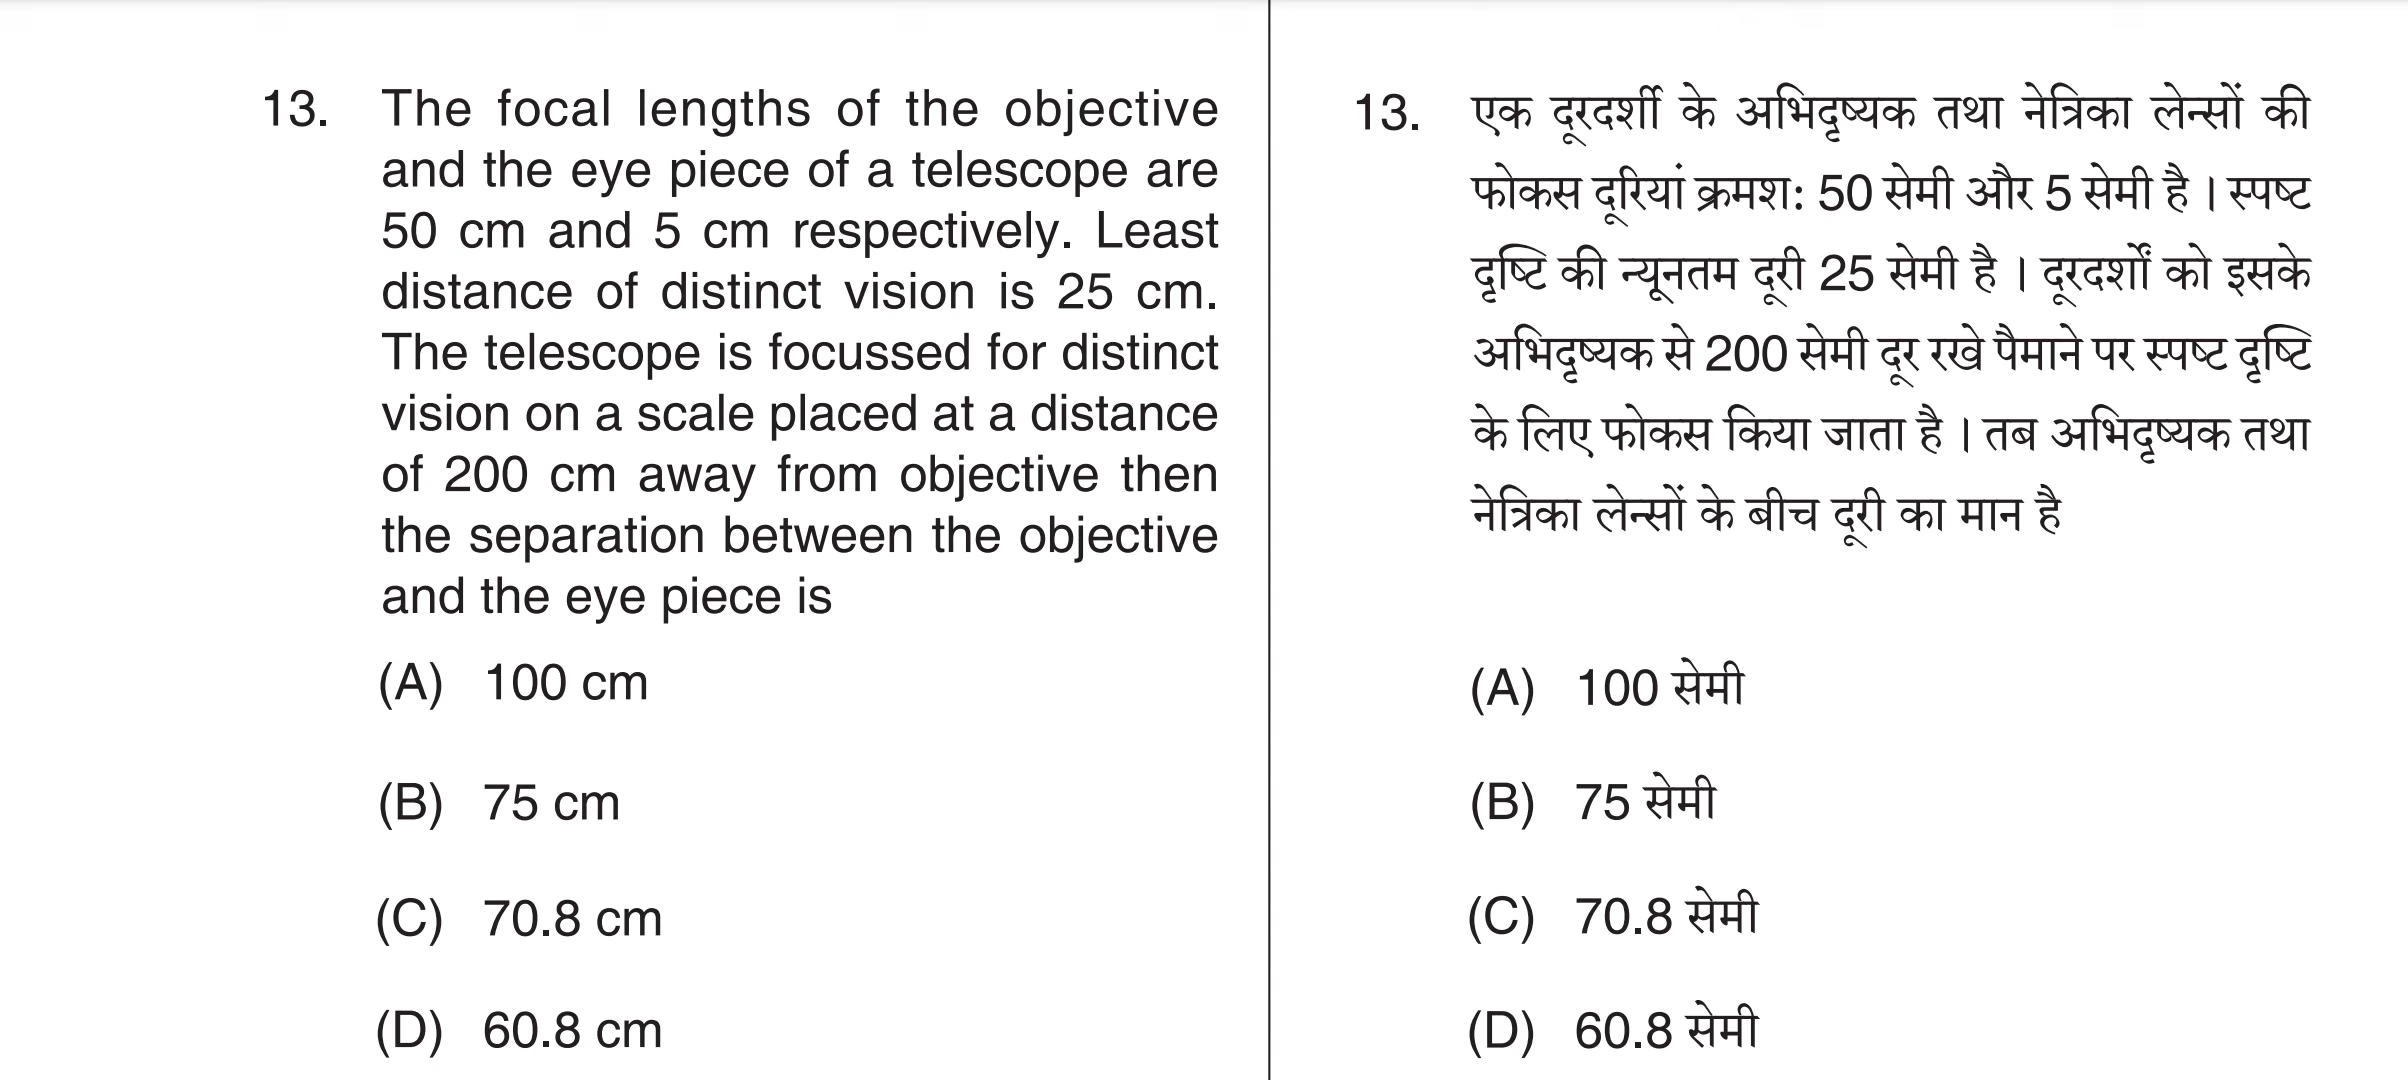 13. The focal lengths of the objective
and the eye piece of a telescope are
50 cm and 5 cm respectively. Least
distance of distinct vision is 25 cm.
The telescope is focussed for distinct
vision on a scale placed at a distance
of 200 cm away from objective then
the separation between the objective
and the eye piece is
(A) 100 cm
(B) 75 cm
(C) 70.8 cm
(D) 60.8 cm
13. एक दूरदर्शी के अभिदृष्यक तथा नेत्रिका लेन्सों की
फोकस दूरियां क्रमश: 50 सेमी और 5 सेमी है । स्पष्ट
दृष्टि की न्यूनतम दूरी 25 सेमी है । दूरदर्शों को इसके
अभिदृष्यक से 200 सेमी दूर रखे पैमाने पर स्पष्ट दृष्टि
के लिए फोकस किया जाता है । तब अभिदृष्यक तथा
नेत्रिका लेन्सों के बीच दूरी का मान है
(A) 100 सेमी
(B) 75 सेमी
(C) 70.8 सेमी
(D) 60.8 सेमी